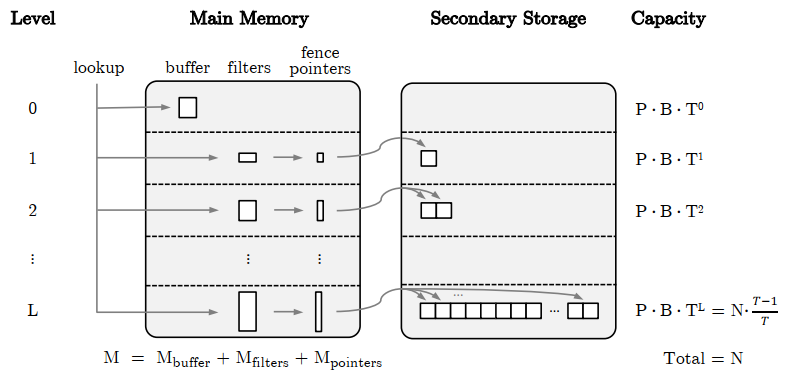 Level Main Memory Secondary Storage Capacity
lookup buffer filters fence pointers
0 P · B · T⁰
1 P · B · T¹
2 P · B · T²
⋮ ⋮ ⋮
...
L ... P · B · Tᴸ = N · T−1/T
M = M_buffer + M_filters + M_pointers Total = N